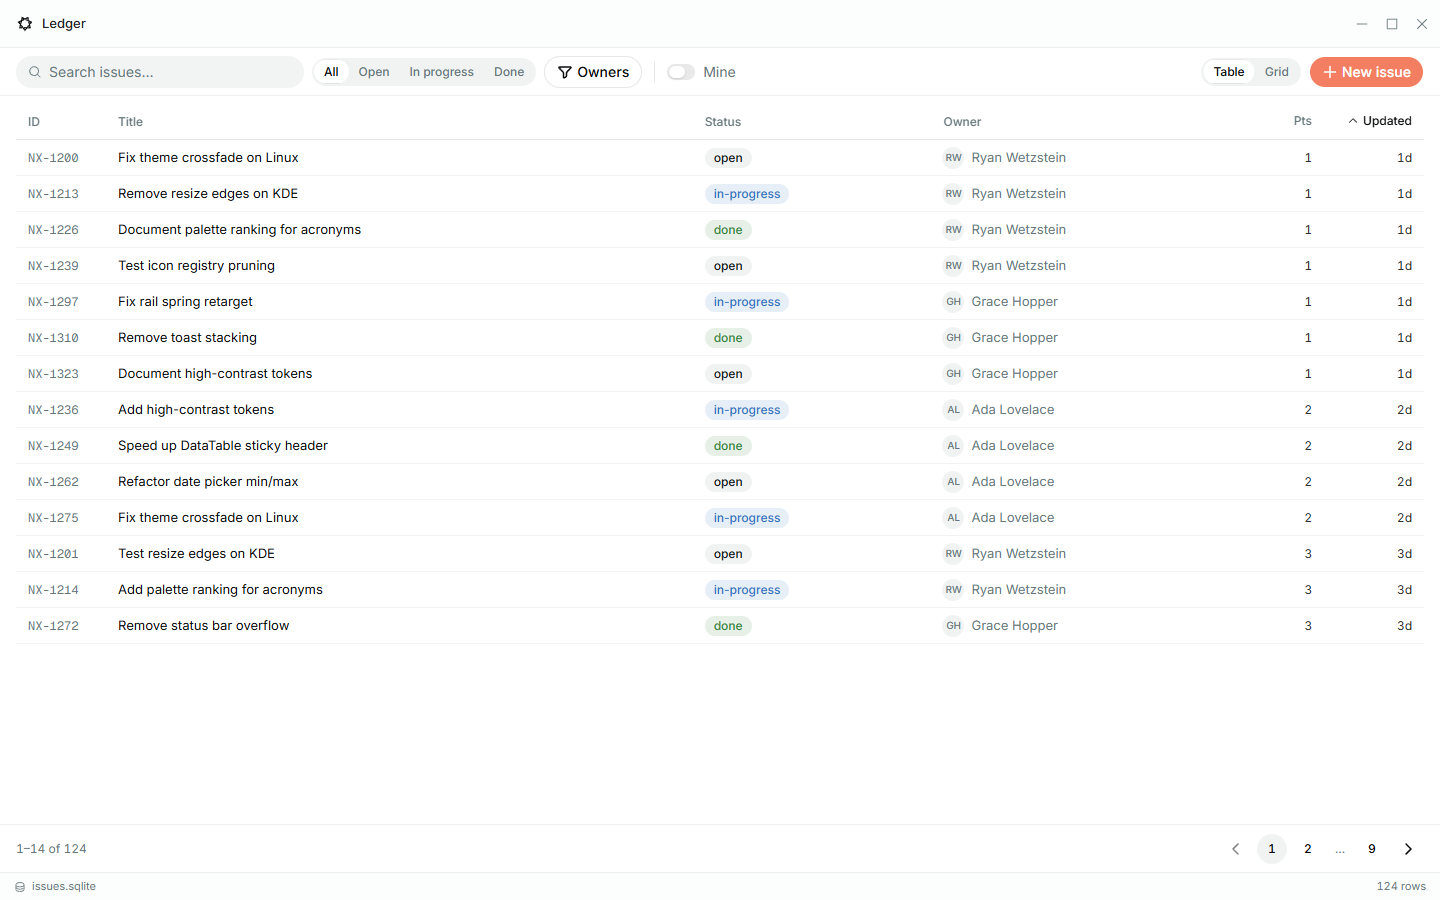 Ledger
Search issues...
All Open In progress Done Owners Mine Table Grid New issue
ID Title Status Owner Pts Updated
NX-1200 Fix theme crossfade on Linux open RW Ryan Wetzstein 1 1d
NX-1213 Remove resize edges on KDE in-progress RW Ryan Wetzstein 1 1d
NX-1226 Document palette ranking for acronyms done RW Ryan Wetzstein 1 1d
NX-1239 Test icon registry pruning open RW Ryan Wetzstein 1 1d
NX-1297 Fix rail spring retarget in-progress GH Grace Hopper 1 1d
NX-1310 Remove toast stacking done GH Grace Hopper 1 1d
NX-1323 Document high-contrast tokens open GH Grace Hopper 1 1d
NX-1236 Add high-contrast tokens in-progress AL Ada Lovelace 2 2d
NX-1249 Speed up DataTable sticky header done AL Ada Lovelace 2 2d
NX-1262 Refactor date picker min/max open AL Ada Lovelace 2 2d
NX-1275 Fix theme crossfade on Linux in-progress AL Ada Lovelace 2 2d
NX-1201 Test resize edges on KDE open RW Ryan Wetzstein 3 3d
NX-1214 Add palette ranking for acronyms in-progress RW Ryan Wetzstein 3 3d
NX-1272 Remove status bar overflow done GH Grace Hopper 3 3d
1–14 of 124 1 2 ... 9
issues.sqlite 124 rows